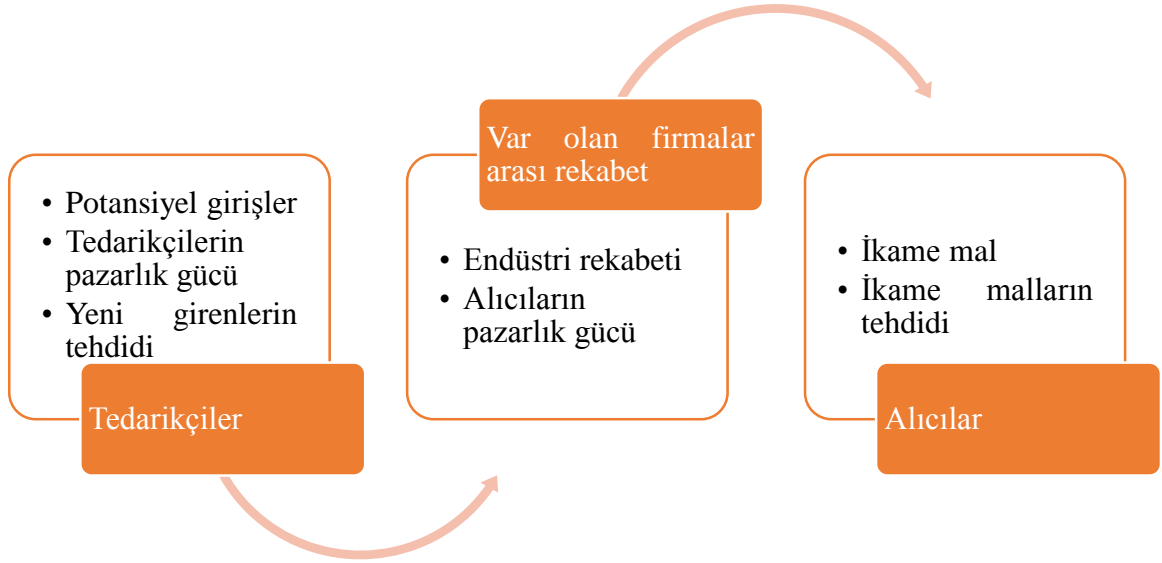 • Potansiyel girişler
• Tedarikçilerin
pazarlık gücü
• Yeni girenlerin
tehdidi
Tedarikçiler
Var olan firmalar
arası rekabet
• Endüstri rekabeti
• Alıcıların
pazarlık gücü
• İkame mal
• İkame malların
tehdidi
Alıcılar